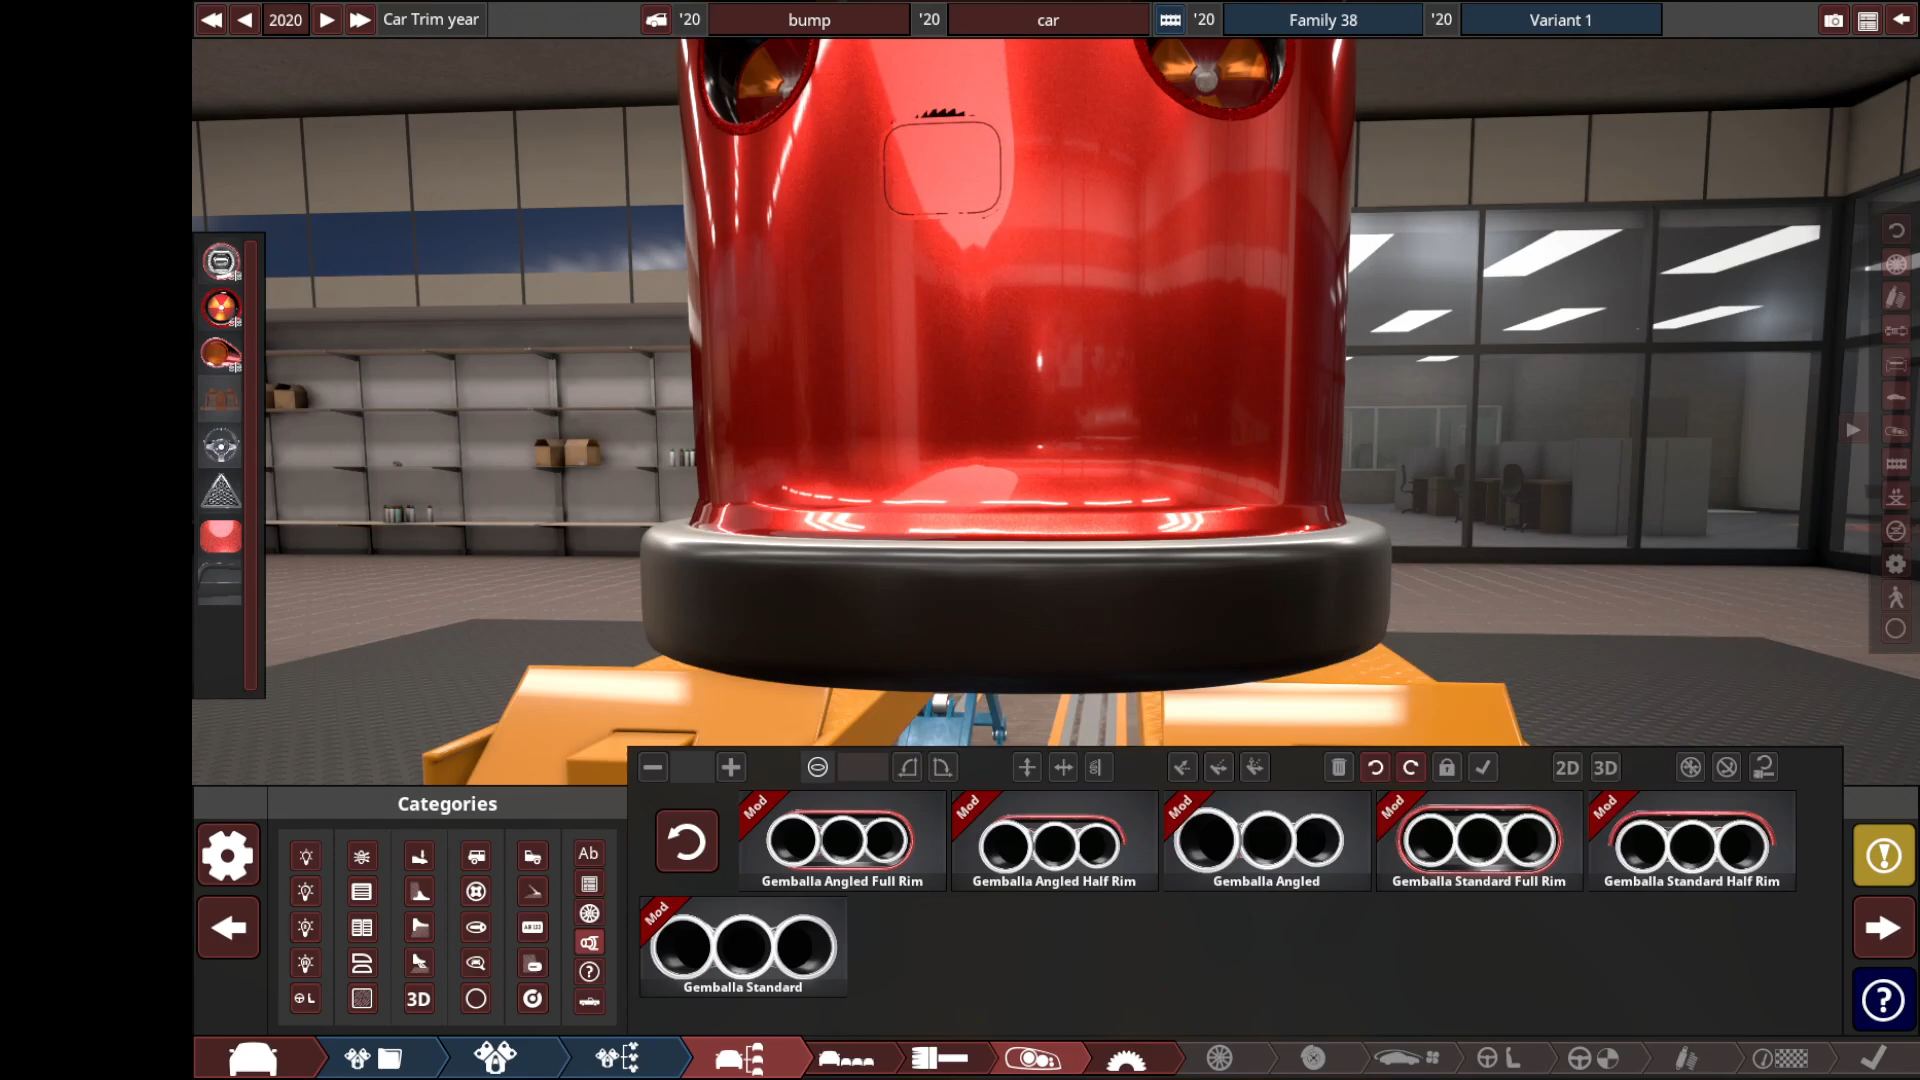 2020 Car Trim year '20 bump '20 car '20 Family 38 '20 Variant 1
2D 3D
Categories
Mod Mod Mod Mod Mod
Gemballa Angled Full Rim Gemballa Angled Half Rim Gemballa Angled Gemballa Standard Full Rim Gemballa Standard Half Rim
Ab
Mod
Gemballa Standard
L 3D